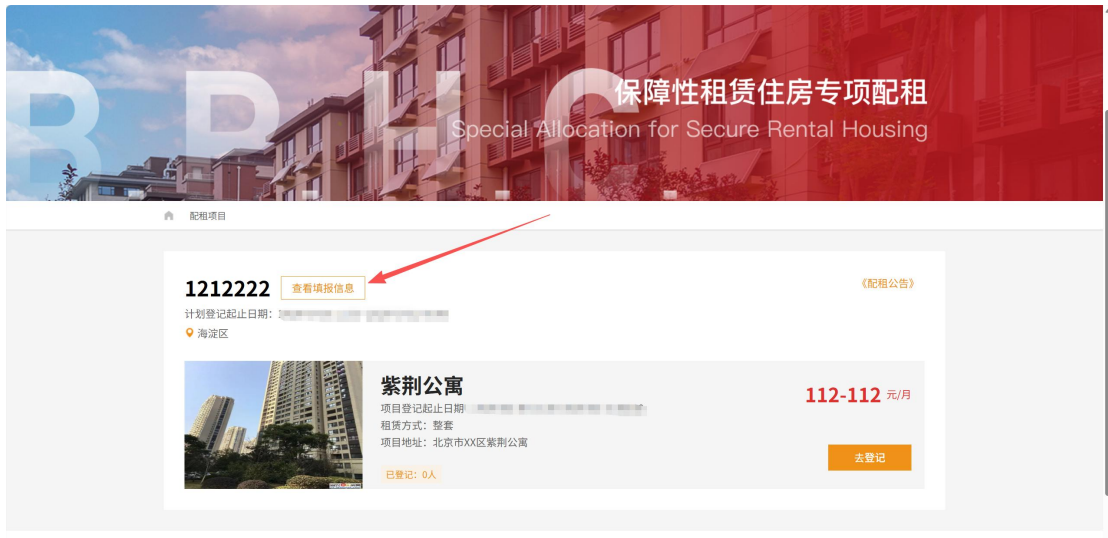 BPHC
保障性租赁住房专项配租
Special Allocation for Secure Rental Housing
配租项目
1212222
查看填报信息
《配租公告》
计划登记起止日期：
海淀区
紫荆公寓
112-112 元/月
项目登记起止日期
租赁方式：整套
项目地址：北京市XX区紫荆公寓
去登记
已登记：0人